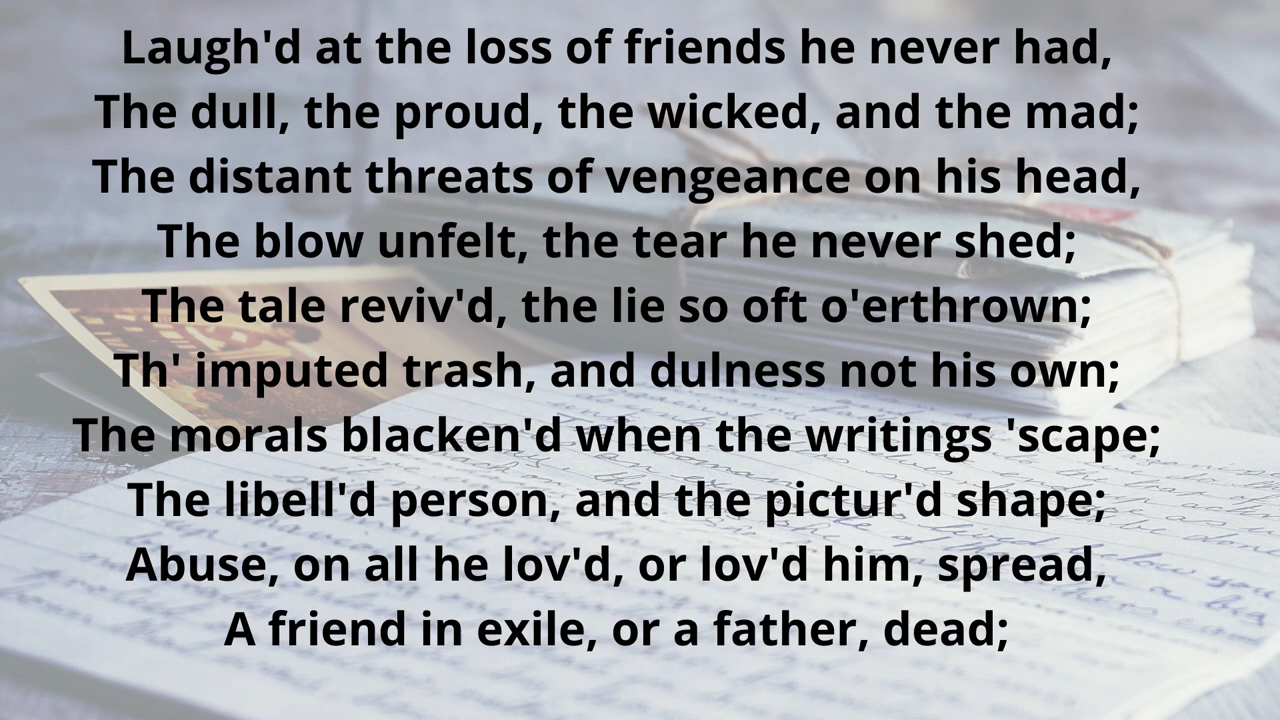 Laugh'd at the loss of friends he never had,
The dull, the proud, the wicked, and the mad;
The distant threats of vengeance on his head,
The blow unfelt, the tear he never shed;
The tale reviv'd, the lie so oft o'erthrown;
Th' imputed trash, and dulness not his own;
The morals blacken'd when the writings 'scape;
The libell'd person, and the pictur'd shape;
Abuse, on all he lov'd, or lov'd him, spread,
A friend in exile, or a father, dead;